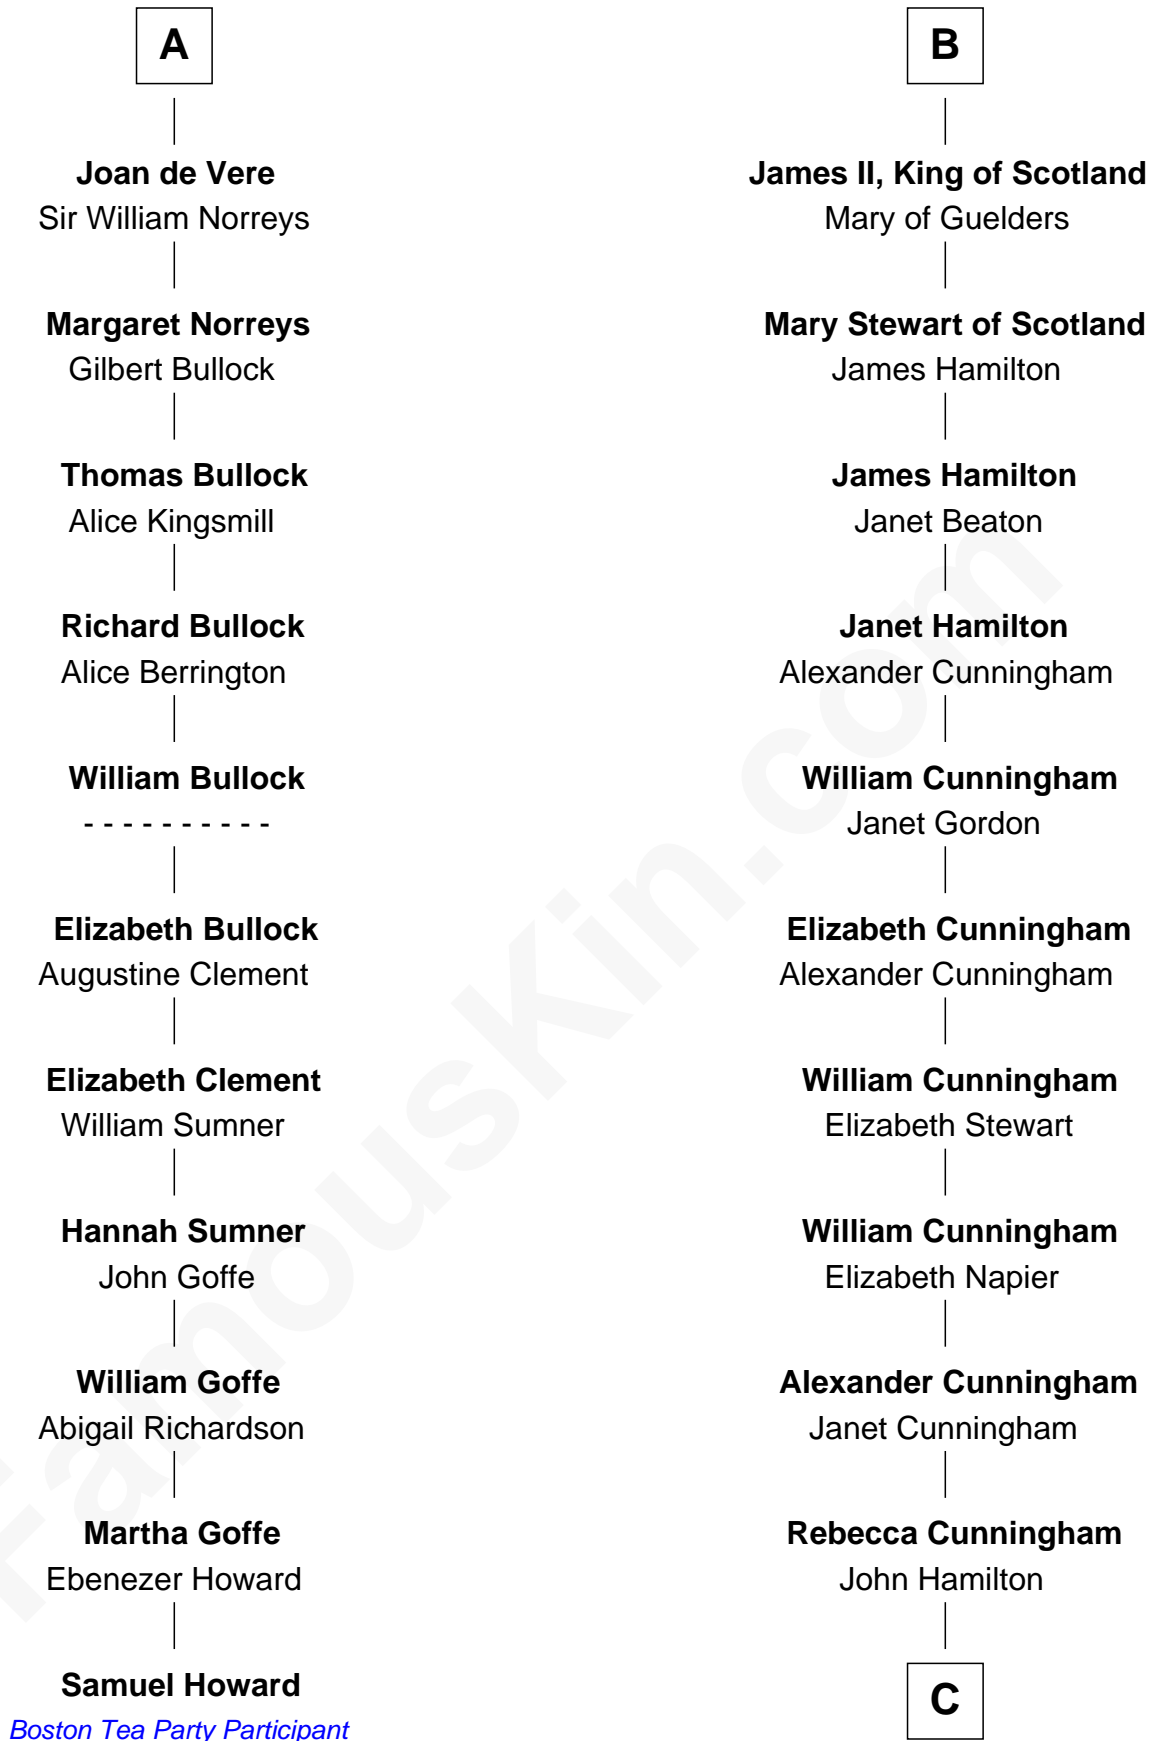 A
Joan de Vere
Sir William Norreys
Margaret Norreys
Gilbert Bullock
Thomas Bullock
Alice Kingsmill
Richard Bullock
Alice Berrington
William Bullock
- - - - - - - - - -
Elizabeth Bullock
Augustine Clement
Elizabeth Clement
William Sumner
Hannah Sumner
John Goffe
William Goffe
Abigail Richardson
Martha Goffe
Ebenezer Howard
Samuel Howard
Boston Tea Party Participant
B
James II, King of Scotland
Mary of Guelders
Mary Stewart of Scotland
James Hamilton
James Hamilton
Janet Beaton
Janet Hamilton
Alexander Cunningham
William Cunningham
Janet Gordon
Elizabeth Cunningham
Alexander Cunningham
William Cunningham
Elizabeth Stewart
William Cunningham
Elizabeth Napier
Alexander Cunningham
Janet Cunningham
Rebecca Cunningham
John Hamilton
C
FamousKin.com